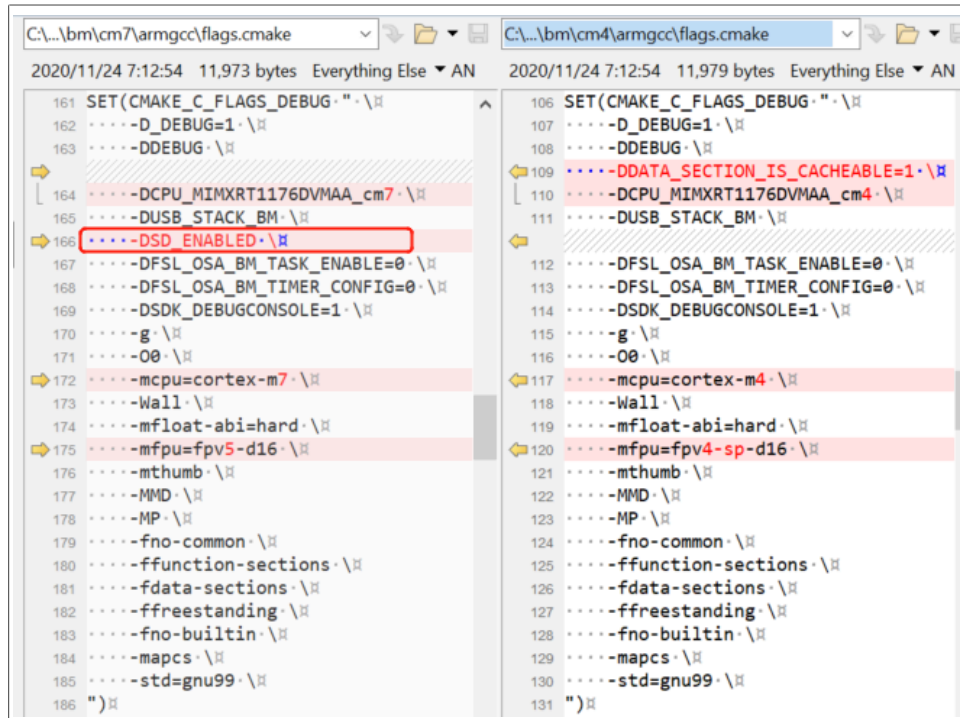 C:\...\bm\cm7\armgcc\flags.cmake
2020/11/24 7:12:54 11,973 bytes Everything Else ▼ AN
161 SET(CMAKE_C_FLAGS_DEBUG·"·\¤
162 ····-D_DEBUG=1·\¤
163 ····-DDEBUG·\¤
164 ····-DCPU_MIMXRT1176DVMAA_cm7·\¤
165 ····-DUSB_STACK_BM·\¤
166 ····-DSD_ENABLED·\¤
167 ····-DFSL_OSA_BM_TASK_ENABLE=0·\¤
168 ····-DFSL_OSA_BM_TIMER_CONFIG=0·\¤
169 ····-DSDK_DEBUGCONSOLE=1·\¤
170 ····-g·\¤
171 ····-O0·\¤
172 ····-mcpu=cortex-m7·\¤
173 ····-Wall·\¤
174 ····-mfloat-abi=hard·\¤
175 ····-mfpu=fpv5-d16·\¤
176 ····-mthumb·\¤
177 ····-MMD·\¤
178 ····-MP·\¤
179 ····-fno-common·\¤
180 ····-ffunction-sections·\¤
181 ····-fdata-sections·\¤
182 ····-ffreestanding·\¤
183 ····-fno-builtin·\¤
184 ····-mapcs·\¤
185 ····-std=gnu99·\¤
186 ")¤
C:\...\bm\cm4\armgcc\flags.cmake
2020/11/24 7:12:54 11,979 bytes Everything Else ▼ AN
106 SET(CMAKE_C_FLAGS_DEBUG·"·\¤
107 ····-D_DEBUG=1·\¤
108 ····-DDEBUG·\¤
109 ····-DDATA_SECTION_IS_CACHEABLE=1·\¤
110 ····-DCPU_MIMXRT1176DVMAA_cm4·\¤
111 ····-DUSB_STACK_BM·\¤
112 ····-DFSL_OSA_BM_TASK_ENABLE=0·\¤
113 ····-DFSL_OSA_BM_TIMER_CONFIG=0·\¤
114 ····-DSDK_DEBUGCONSOLE=1·\¤
115 ····-g·\¤
116 ····-O0·\¤
117 ····-mcpu=cortex-m4·\¤
118 ····-Wall·\¤
119 ····-mfloat-abi=hard·\¤
120 ····-mfpu=fpv4-sp-d16·\¤
121 ····-mthumb·\¤
122 ····-MMD·\¤
123 ····-MP·\¤
124 ····-fno-common·\¤
125 ····-ffunction-sections·\¤
126 ····-fdata-sections·\¤
127 ····-ffreestanding·\¤
128 ····-fno-builtin·\¤
129 ····-mapcs·\¤
130 ····-std=gnu99·\¤
131 ")¤